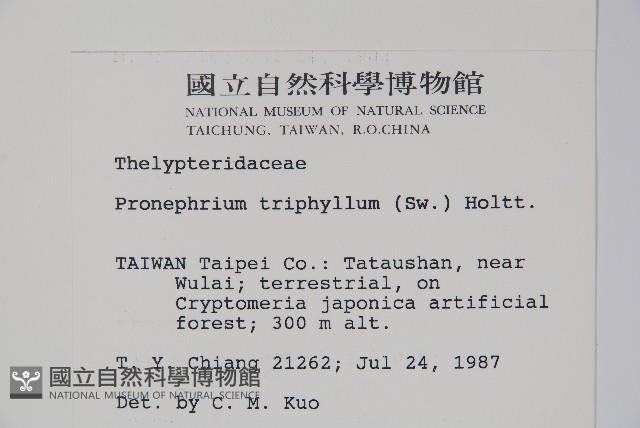 國立自然科學博物館
NATIONAL MUSEUM OF NATURAL SCIENCE
TAICHUNG, TAIWAN, R.O.CHINA
Thelypteridaceae
Pronephrium triphyllum (Sw.) Holtt.
TAIWAN Taipei Co.: Tataushan, near
Wulai; terrestrial, on
Cryptomeria japonica artificial
forest; 300 m alt.
T. Y. Chiang 21262; Jul 24, 1987
國立自然科學博物館
NATIONAL MUSEUM OF NATURAL SCIENCE
Det. by C. M. Kuo